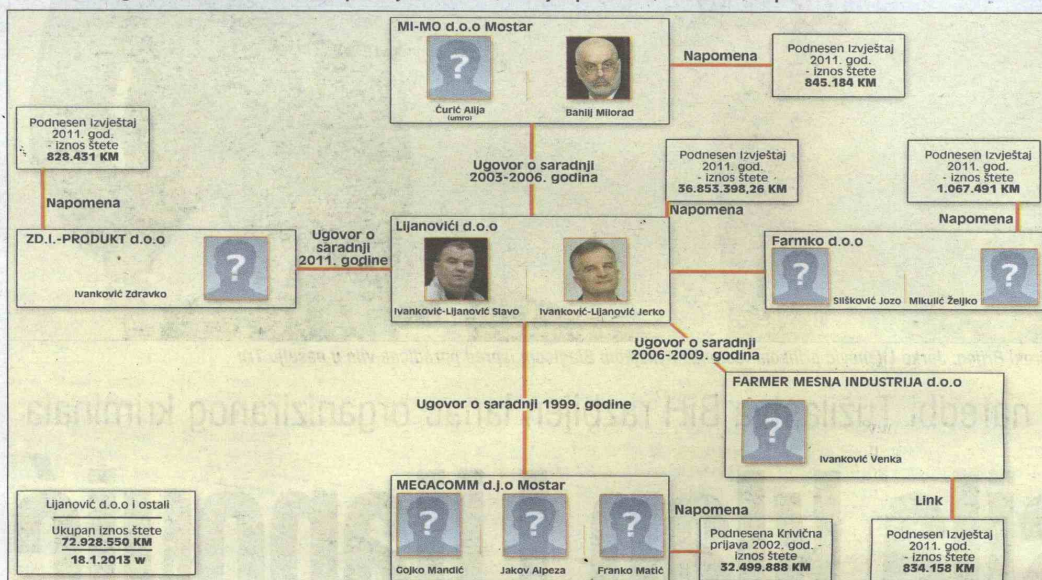 MI-MO d.o.o Mostar
Ćurić Alija
(umro)
Bahilj Milorad
Napomena
Podnesen Izvještaj
2011. god.
- iznos štete
845.184 KM
Podnesen Izvještaj
2011. god.
- iznos štete
828.431 KM
Napomena
Ugovor o saradnji
2003-2006. godina
Podnesen Izvještaj
2011. god.
- iznos štete -
36.853.398,26 KM
Napomena
Podnesen Izvještaj
2011. god.
- iznos štete
1.067.491 KM
Napomena
ZD.I.-PRODUKT d.o.o
Ivanković Zdravko
Ugovor o
saradnji
2011. godine
Lijanovići d.o.o
Ivanković-Lijanović Slavo
Ivanković-Lijanović Jerko
Farmko d.o.o
Slišković Jozo
Mikulić Željko
Ugovor o saradnji
2006-2009. godina
Ugovor o saradnji 1999. godine
FARMER MESNA INDUSTRIJA d.o.o
Ivanković Venka
Link
Podnesen Izvještaj
2011. god.
- iznos štete
834.158 KM
MEGACOMM d.j.o Mostar
Gojko Mandić
Jakov Alpeza
Franko Matić
Napomena
Podnesena Krivična
prijava 2002. god. -
iznos štete
32.499.888 KM
Lijanović d.o.o i ostali
Ukupan iznos štete
72.928.550 KM
18.1.2013 w